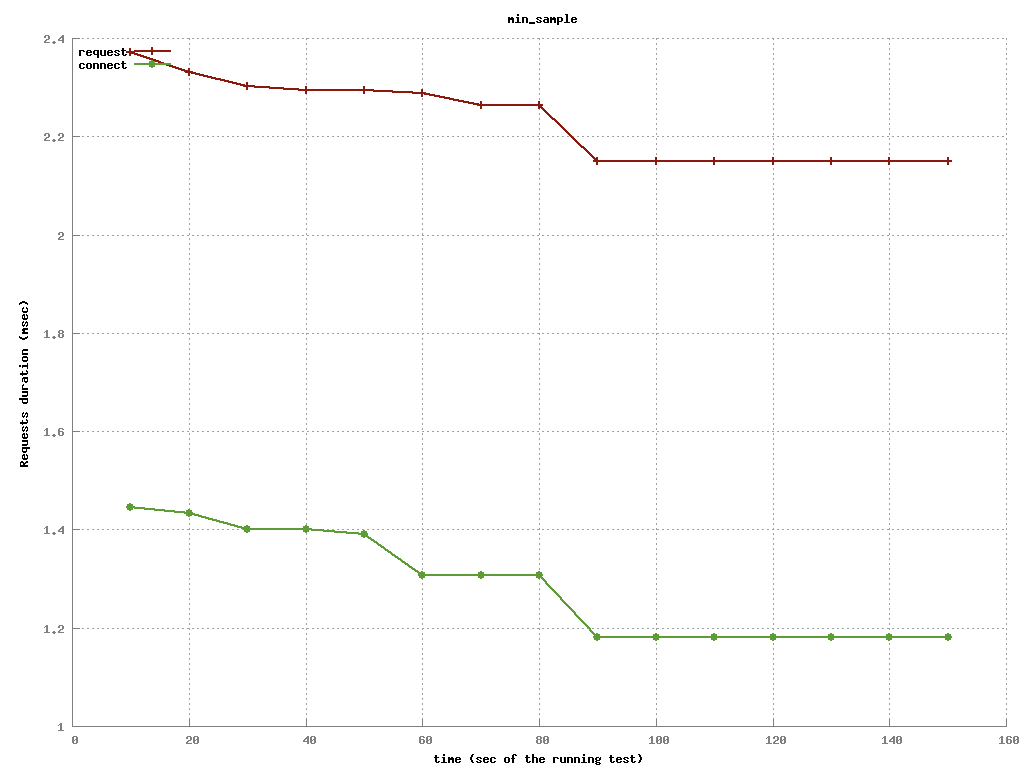 min_sample
request
connect
2.4
2.2
2
1.8
1.6
1.4
1.2
1
Requests duration (msec)
0 20 40 60 80 100 120 140 160
time (sec of the running test)